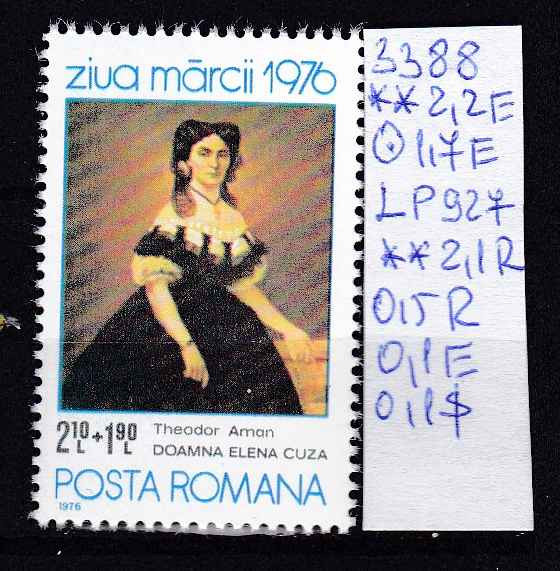 ziua mărcii 1976
2 10 L + 1 90 L
Theodor Aman
DOAMNA ELENA CUZA
POSTA ROMANA
1976
3388
** 2,2E
⊙ 1,7E
LP927
** 2,1R
0,5R
0,1E
0,1$